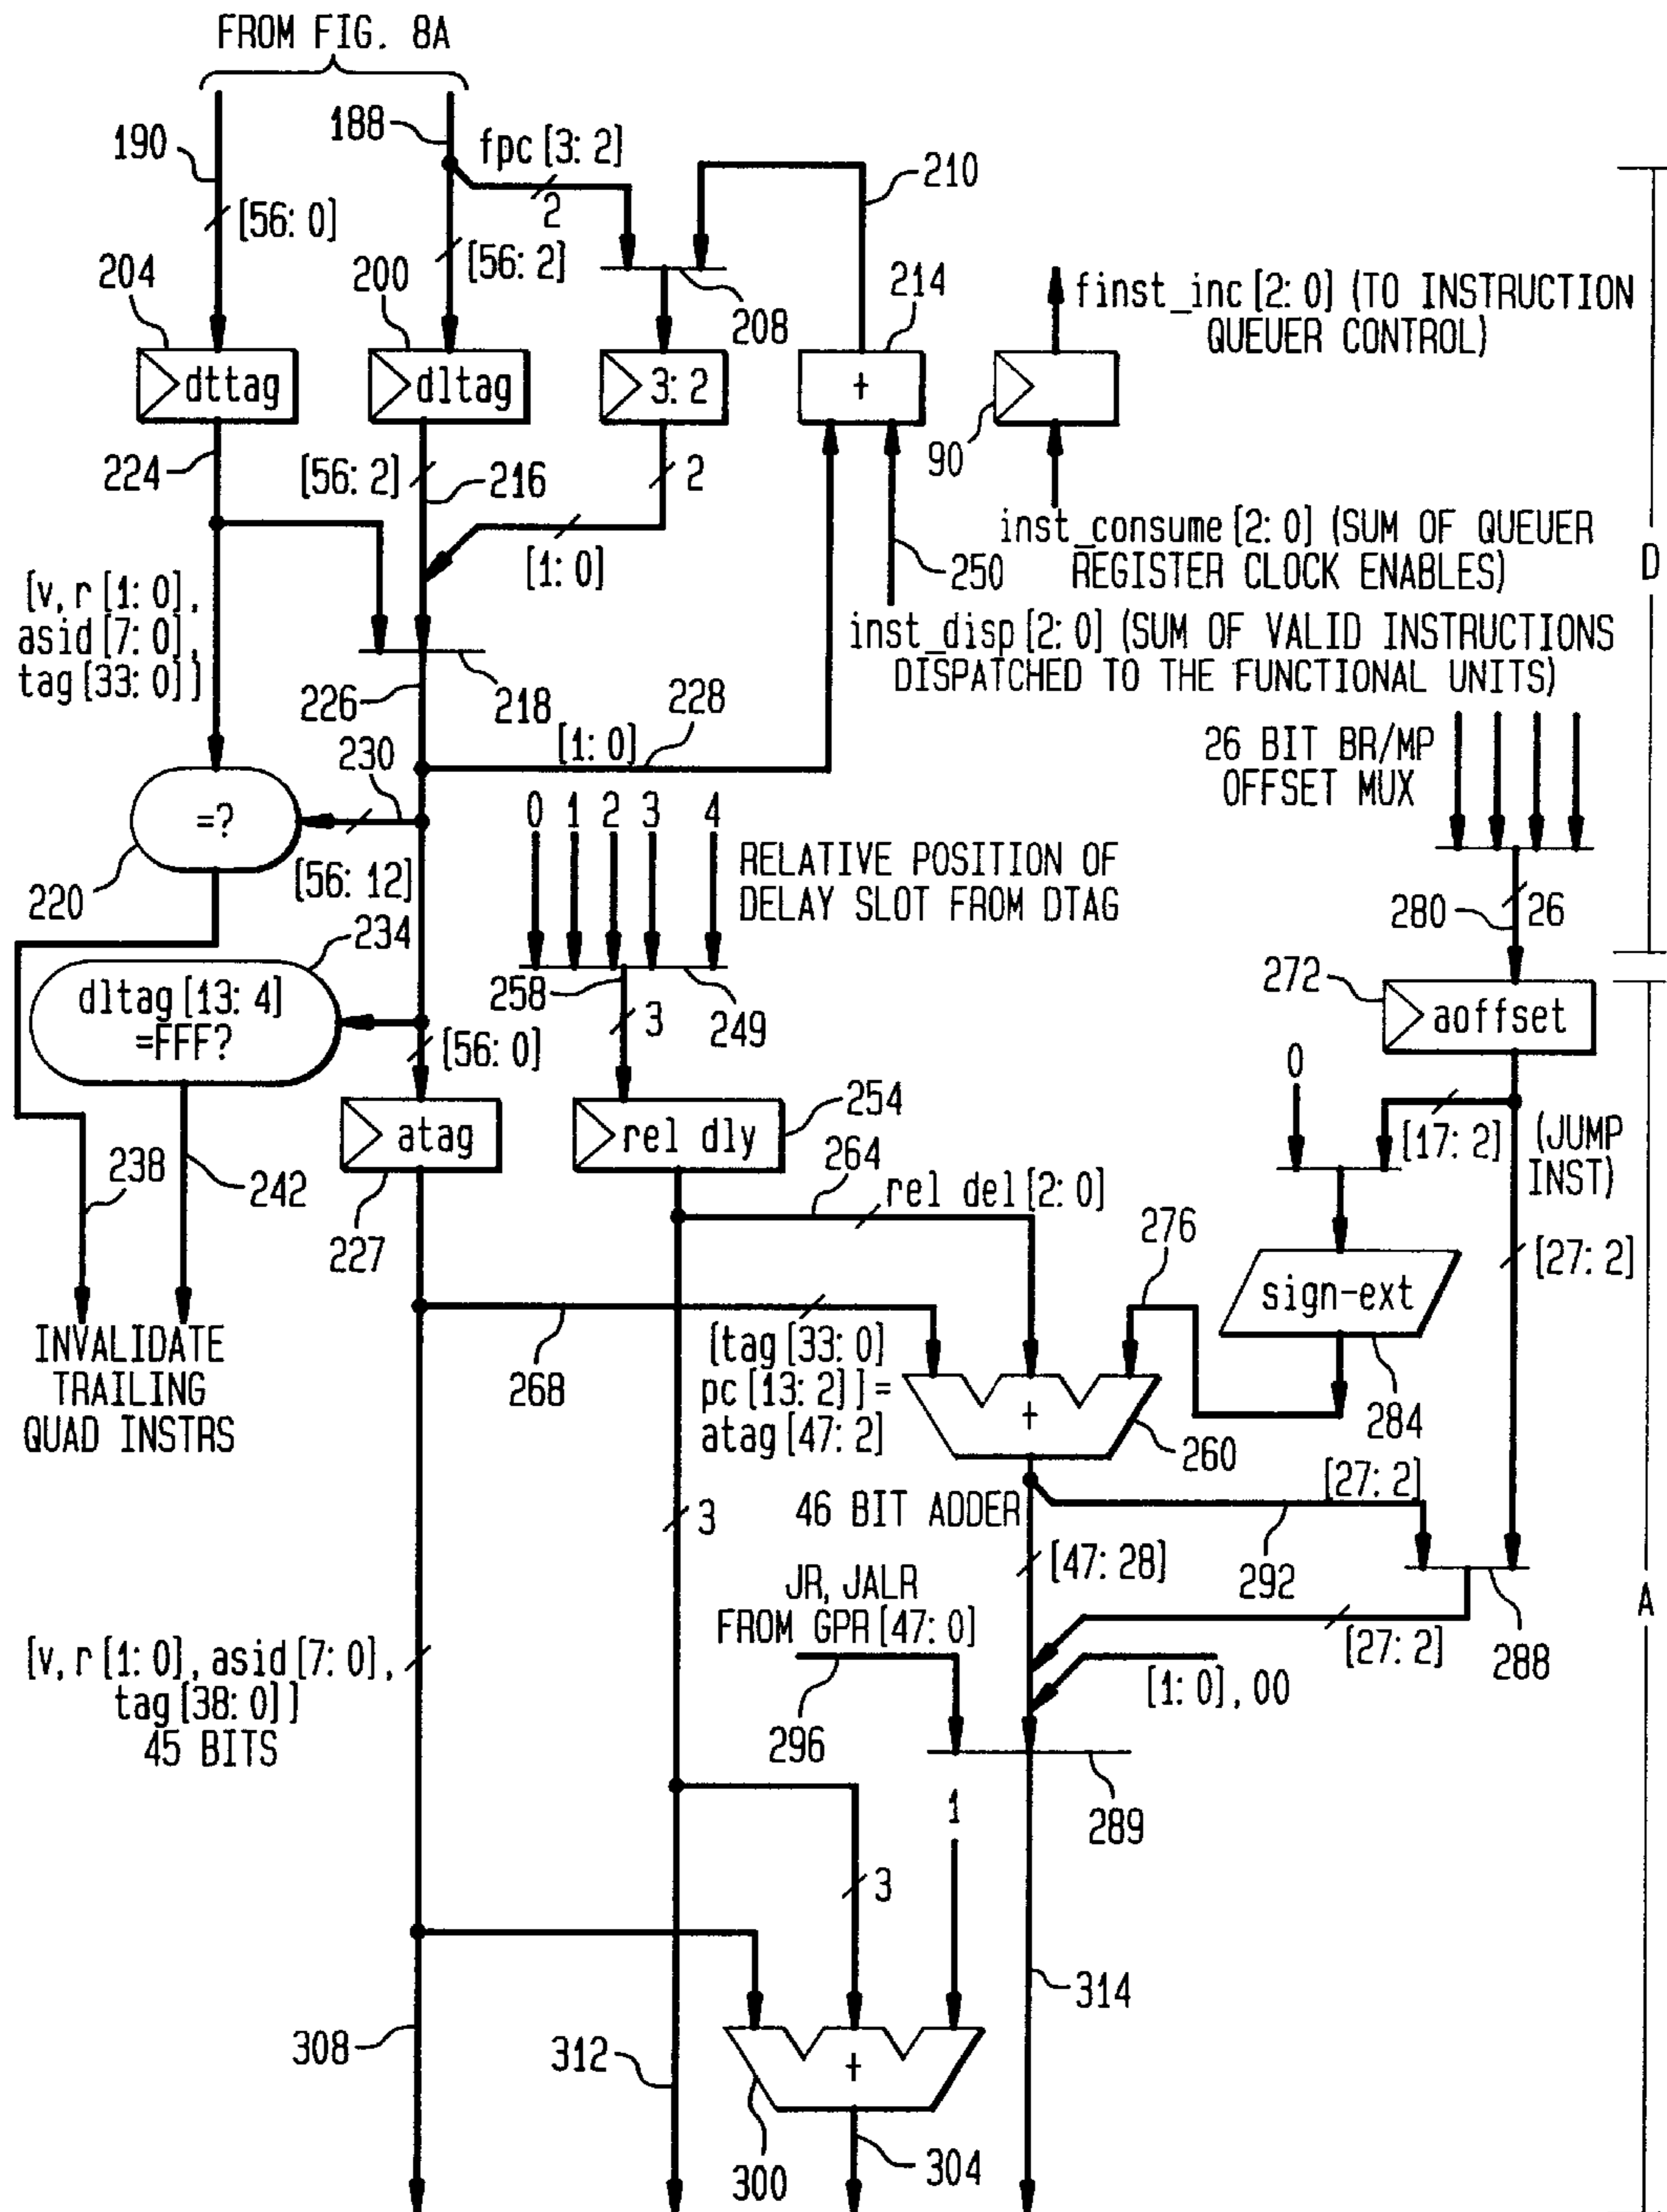 FROM FIG. 8A
190
188
fpc [3: 2]
2
210
[56: 0]
[56: 2]
204
200
208
214
finst_inc [2: 0] (TO INSTRUCTION
QUEUER CONTROL)
dttag
dltag
3: 2
+
90
224
[56: 2]
216
2
[1: 0]
250
inst_consume [2: 0] (SUM OF QUEUER
REGISTER CLOCK ENABLES)
D
[v, r [1: 0],
asid [7: 0],
tag [33: 0]]
inst_disp [2: 0] (SUM OF VALID INSTRUCTIONS
DISPATCHED TO THE FUNCTIONAL UNITS)
226
218
228
[1: 0]
230
26 BIT BR/MP
OFFSET MUX
=?
220
[56: 12]
0 1 2 3 4
RELATIVE POSITION OF
DELAY SLOT FROM DTAG
280
26
234
dltag [13: 4]
=FFF?
258
249
3
[56: 0]
272
aoffset
0
atag
rel dly
254
[17: 2]
(JUMP
INST)
238
242
227
264
rel del [2: 0]
276
sign-ext
[27: 2]
INVALIDATE
TRAILING
QUAD INSTRS
268
[tag [33: 0]
pc [13: 2]] =
atag [47: 2]
+
260
284
3
46 BIT ADDER
[27: 2]
292
[47: 28]
288
A
JR, JALR
FROM GPR [47: 0]
[27: 2]
[v, r [1: 0], asid [7: 0],
tag [38: 0]]
45 BITS
296
[1: 0], 00
289
1
3
314
308
312
+
300
304